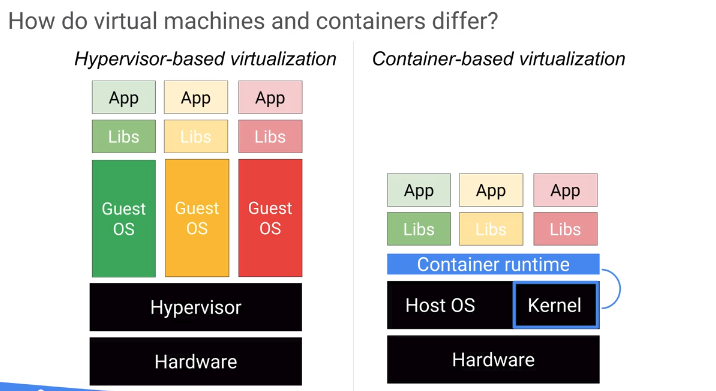 How do virtual machines and containers differ?
Hypervisor-based virtualization
App App App
Libs Libs Libs
Guest OS
Guest OS
Guest OS
Hypervisor
Hardware
Container-based virtualization
App App App
Libs Libs Libs
Container runtime
Host OS Kernel
Hardware